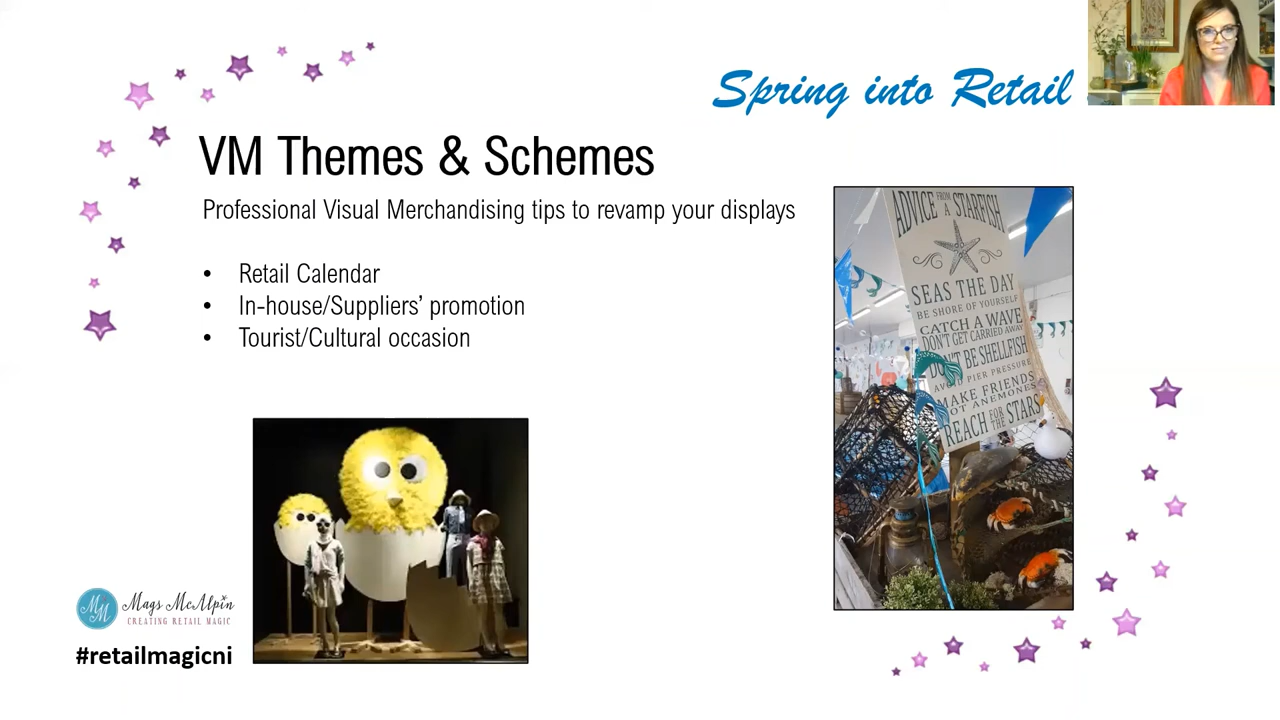 Spring into Retail
VM Themes & Schemes
Professional Visual Merchandising tips to revamp your displays
• Retail Calendar
• In-house/Suppliers’ promotion
• Tourist/Cultural occasion
ADVICE FROM A STARFISH
SEAS THE DAY
BE SHORE OF YOURSELF
CATCH A WAVE
DON'T GET CARRIED AWAY
DON'T BE SHELLFISH
AVOID PIER PRESSURE
MAKE FRIENDS
NOT ANEMONES
REACH FOR THE STARS
MM
Mags McAlpin
CREATING RETAIL MAGIC
#retailmagicni